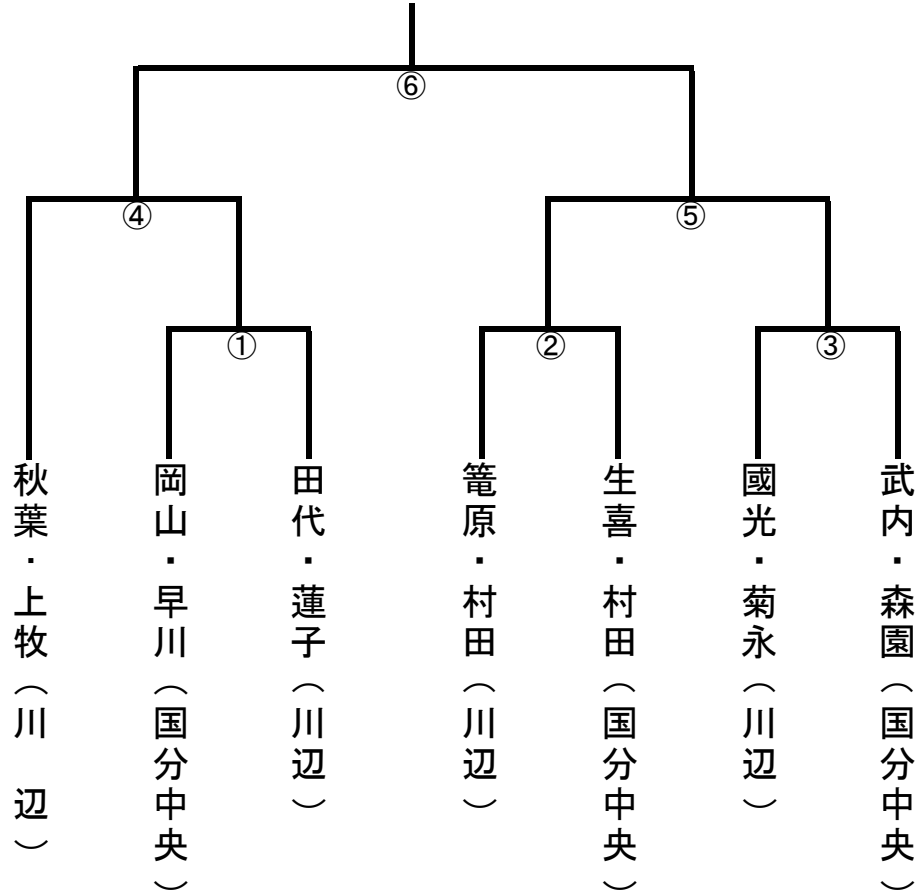 ⑥
④
⑤
①
②
③
秋葉・上牧（川　辺）
岡山・早川（国分中央）
田代・蓮子（川辺）
篭原・村田（川辺）
生喜・村田（国分中央）
國光・菊永（川辺）
武内・森園（国分中央）